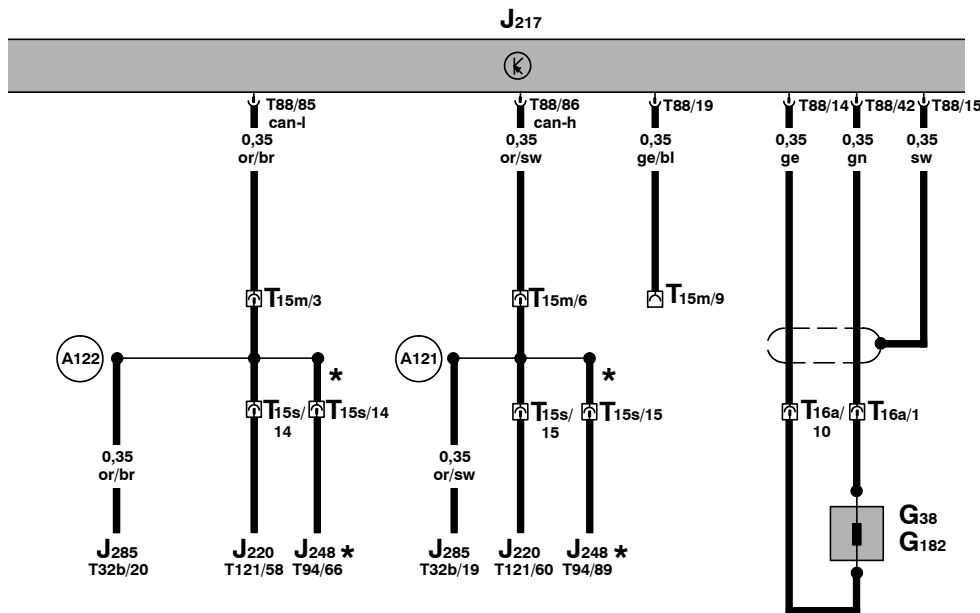 J217
T88/85 T88/86 T88/19 T88/14 T88/42 T88/15
can-l can-h
0,35 0,35 0,35 0,35 0,35 0,35
or/br or/sw ge/bl ge gn sw
T15m/3 T15m/6 T15m/9
A122 A121
* *
T15s/ T15s/14 T15s/ T15s/15 T16a/ T16a/1
14 15 10
0,35 0,35
or/br or/sw
G38
G182
J285 J220 J248 * J285 J220 J248 *
T32b/20 T121/58 T94/66 T32b/19 T121/60 T94/89